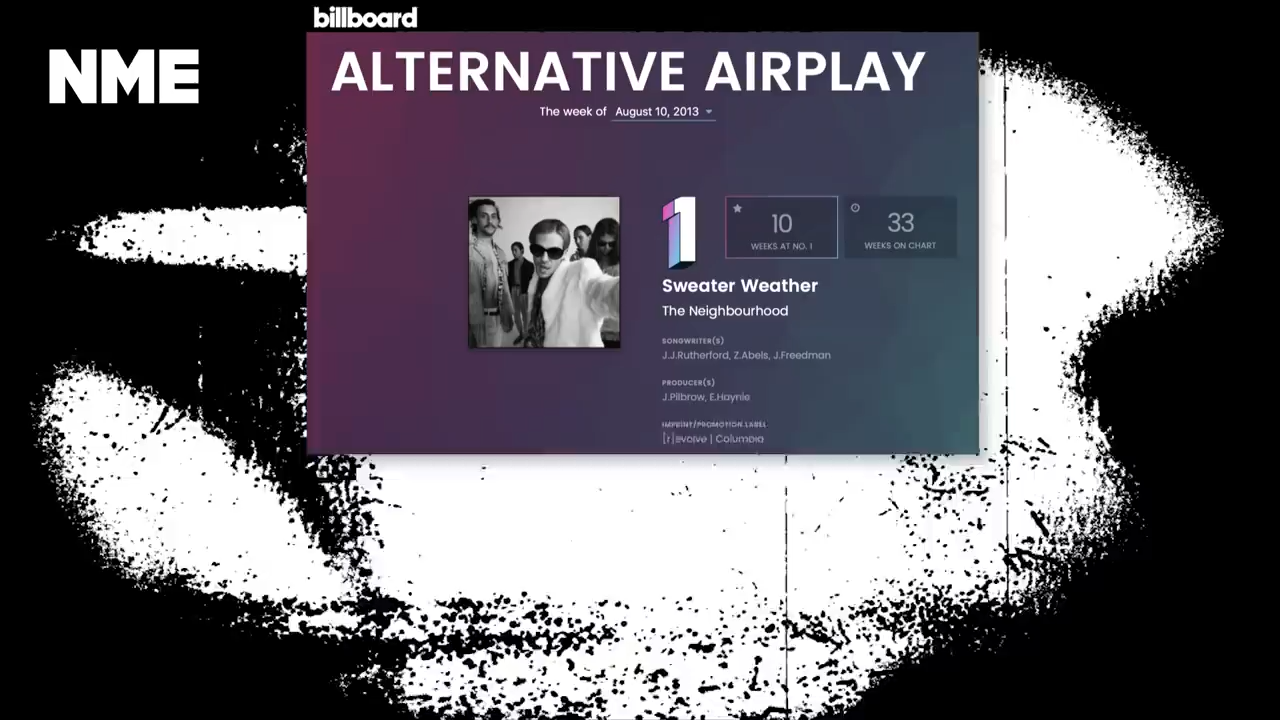 billboard
NME
ALTERNATIVE AIRPLAY
The week of August 10, 2013
1
10
WEEKS AT NO. 1
33
WEEKS ON CHART
Sweater Weather
The Neighbourhood
SONGWRITER(S)
J.J.Rutherford, Z.Abels, J.Freedman
PRODUCER(S)
J.Pilbrow, E.Haynie
IMPRINT/PROMOTION LABEL
[r]evolve | Columbia